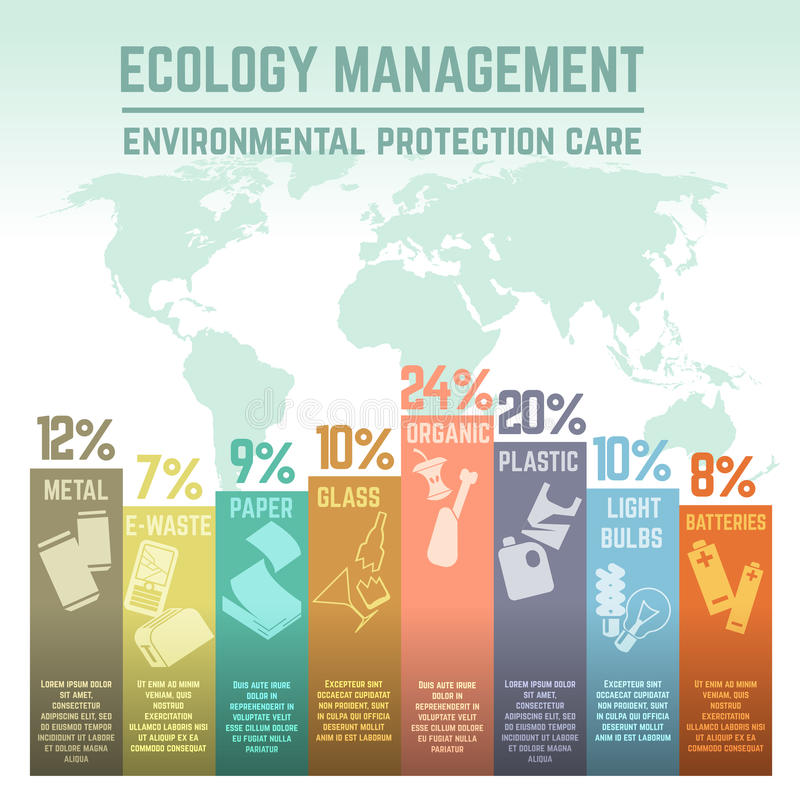 ECOLOGY MANAGEMENT
ENVIRONMENTAL PROTECTION CARE
12%
METAL
LOREM IPSUM DOLOR
SIT AMET,
CONSECTETUR
ADIPISCING ELIT,
SED DO EIUSMOD
TEMPOR
INCIDIDUNT UT
LABORE ET
DOLORE MAGNA
ALIQUA
7%
E-WASTE
UT ENIM AD MINIM
VENIAM, QUIS
NOSTRUD
EXERCITATION
ULLAMCO
LABORIS NISI
UT ALIQUIP EX EA
COMMODO CONSEQUAT
9%
PAPER
DUIS AUTE IRURE
DOLOR IN
REPREHENDERIT IN
VOLUPTATE VELIT
ESSE CILLUM DOLORE
EU FUGIAT NULLA
PARIATUR
10%
GLASS
EXCEPTEUR SINT
OCCAECAT CUPIDATAT
NON PROIDENT,
SUNT IN CULPA QUI
OFFICIA DESERUNT
MOLLIT ANIM ID
EST LABORUM
24%
ORGANIC
DUIS AUTE IRURE
DOLOR IN
REPREHENDERIT IN
VOLUPTATE VELIT
ESSE CILLUM DOLORE
EU FUGIAT NULLA
PARIATUR
20%
PLASTIC
LOREM IPSUM DOLOR
SIT AMET,
CONSECTETUR
ADIPISCING ELIT,
SED DO EIUSMOD
TEMPOR
INCIDIDUNT UT
LABORE ET
DOLORE MAGNA
ALIQUA
10%
LIGHT
BULBS
EXCEPTEUR SINT
OCCAECAT CUPIDATAT
NON PROIDENT,
SUNT IN CULPA QUI
OFFICIA DESERUNT
MOLLIT ANIM ID
EST LABORUM
8%
BATTERIES
UT ENIM AD MINIM
VENIAM, QUIS
NOSTRUD
EXERCITATION
ULLAMCO
LABORIS NISI
UT ALIQUIP EX EA
COMMODO CONSEQUAT